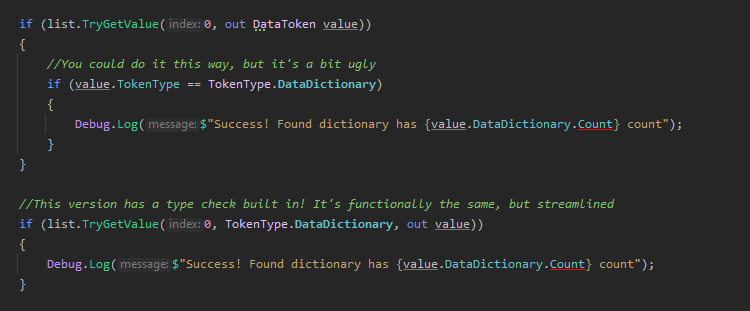 if (list.TryGetValue(index: 0, out DataToken value))
{
//You could do it this way, but it's a bit ugly
if (value.TokenType == TokenType.DataDictionary)
{
Debug.Log(message: $"Success! Found dictionary has {value.DataDictionary.Count} count");
}
}
//This version has a type check built in! It's functionally the same, but streamlined
if (list.TryGetValue(index: 0, TokenType.DataDictionary, out value))
{
Debug.Log(message: $"Success! Found dictionary has {value.DataDictionary.Count} count");
}